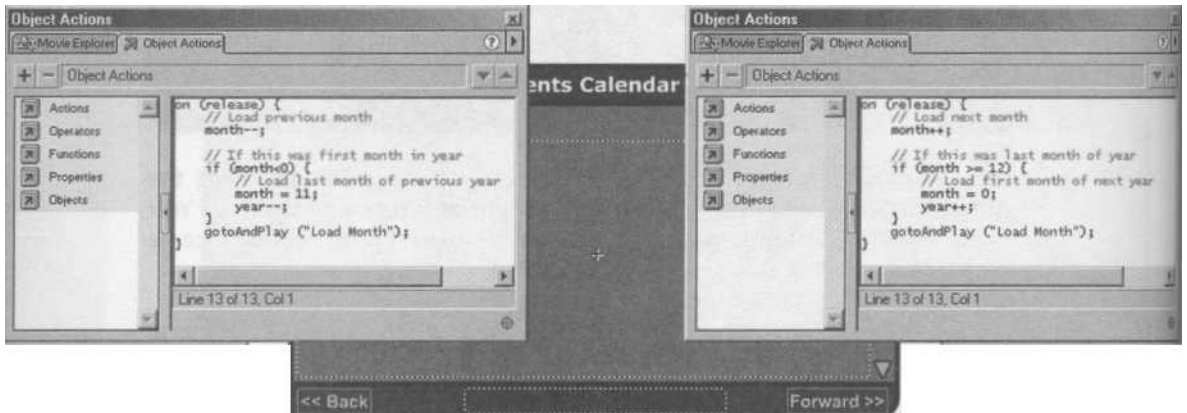 Object Actions
Movie Explorer
Object Actions
Object Actions
Actions
Operators
Functions
Properties
Objects
on (release) {
// Load previous month
month--;
// If this was first month in year
if (month<0) {
// Load last month of previous year
month = 11;
year--;
}
gotoAndPlay ("Load Month");
}
Line 13 of 13, Col 1
ents Calendar
Object Actions
Movie Explorer
Object Actions
Object Actions
Actions
Operators
Functions
Properties
Objects
on (release) {
// Load next month
month++;
// If this was last month of year
if (month >= 12) {
// Load first month of next year
month = 0;
year++;
}
gotoAndPlay ("Load Month");
}
Line 13 of 13, Col 1
<< Back
Forward >>